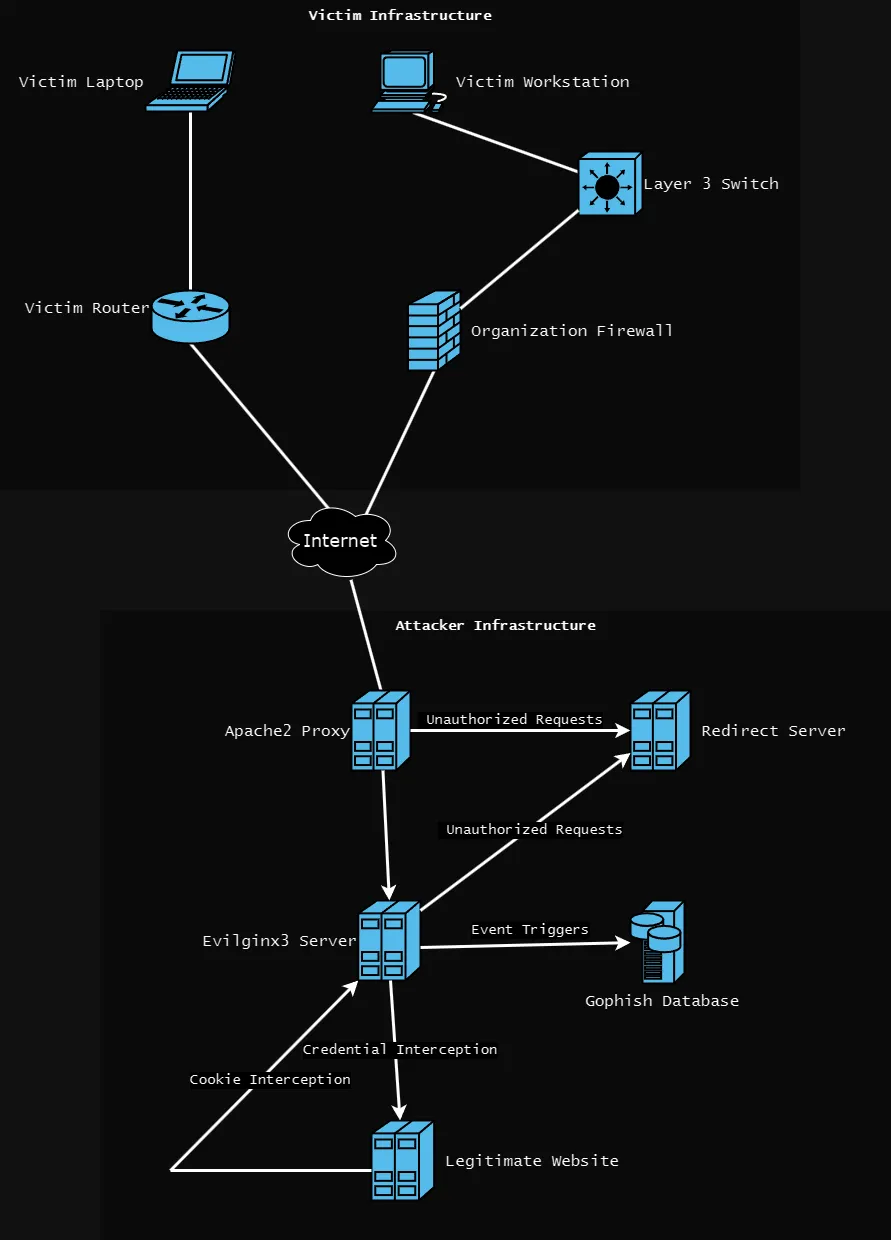 Victim Infrastructure
Victim Laptop
Victim Workstation
Layer 3 Switch
Victim Router
Organization Firewall
Internet
Attacker Infrastructure
Apache2 Proxy
Unauthorized Requests
Redirect Server
Unauthorized Requests
Evilginx3 Server
Event Triggers
Gophish Database
Credential Interception
Cookie Interception
Legitimate Website